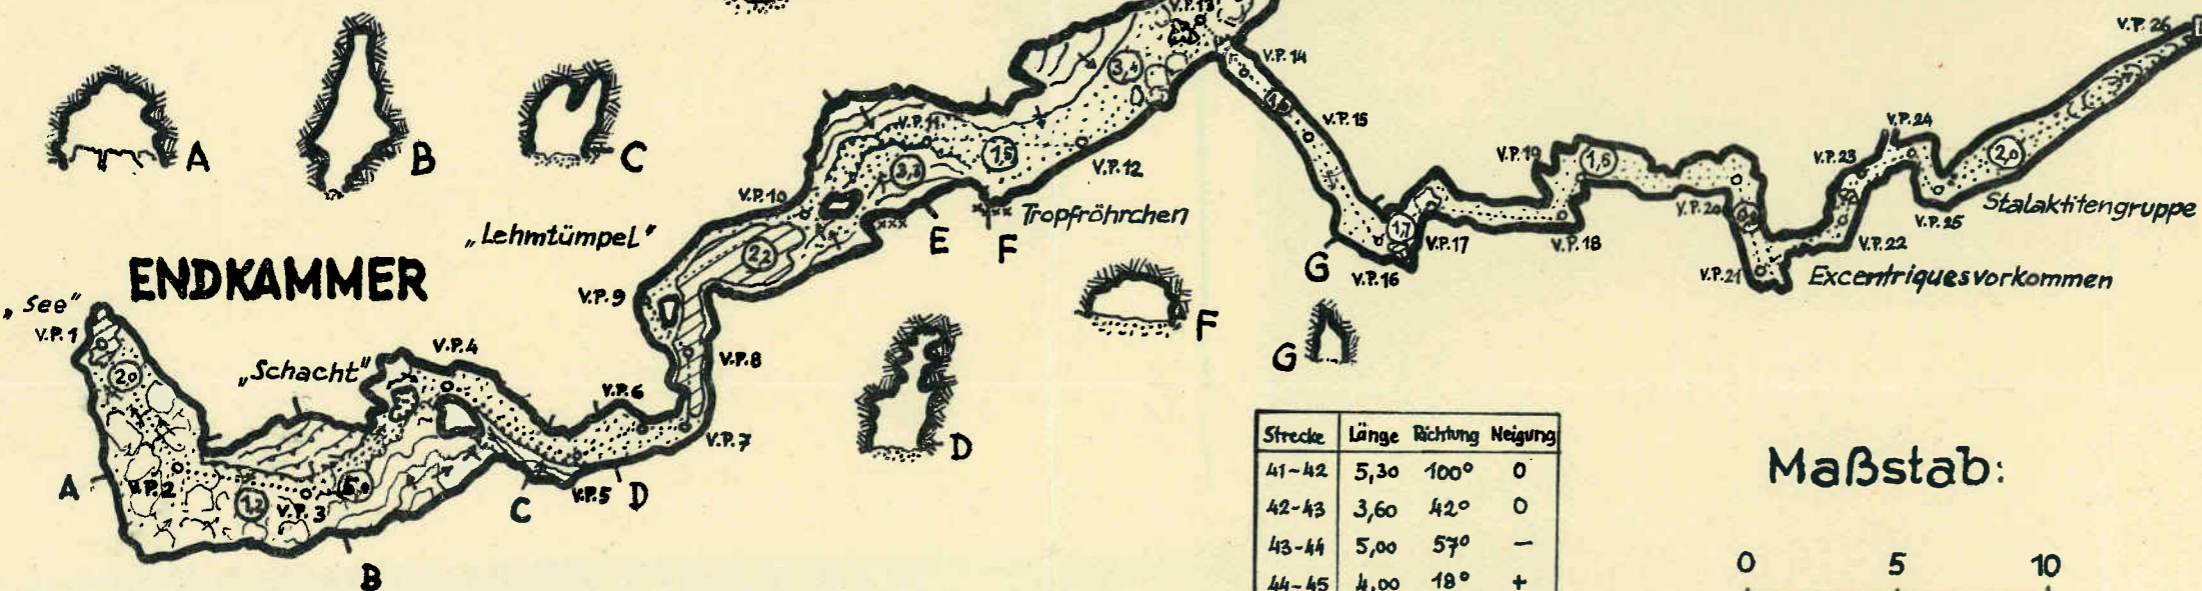 V.P.13
V.P.26
V.P.14
3,4
V.P.15
V.P.24
A
B
C
V.P.11
1,5
V.P.12
V.P.19
1,6
V.P.23
2,0
3,3
V.P.10
„Lehmtümpel"
E
F
Tropfröhrchen
V.P.20
V.P.25
Stalaktitengruppe
2,2
1,7
V.P.17
V.P.18
V.P.22
G
V.P.16
V.P.21
Excentriquesvorkommen
ENDKAMMER
V.P.9
„See"
V.P.1
F
V.P.4
V.P.8
G
„Schacht"
2,0
V.P.6
V.P.7
D
A
V.P.2
1,2
V.P.3
C
V.P.5
D
B
Strecke Länge Richtung Neigung
41-42 5,30 100° 0
42-43 3,60 42° 0
43-44 5,00 57° -
44-45 4,00 18° +
Maßstab:
0 5 10